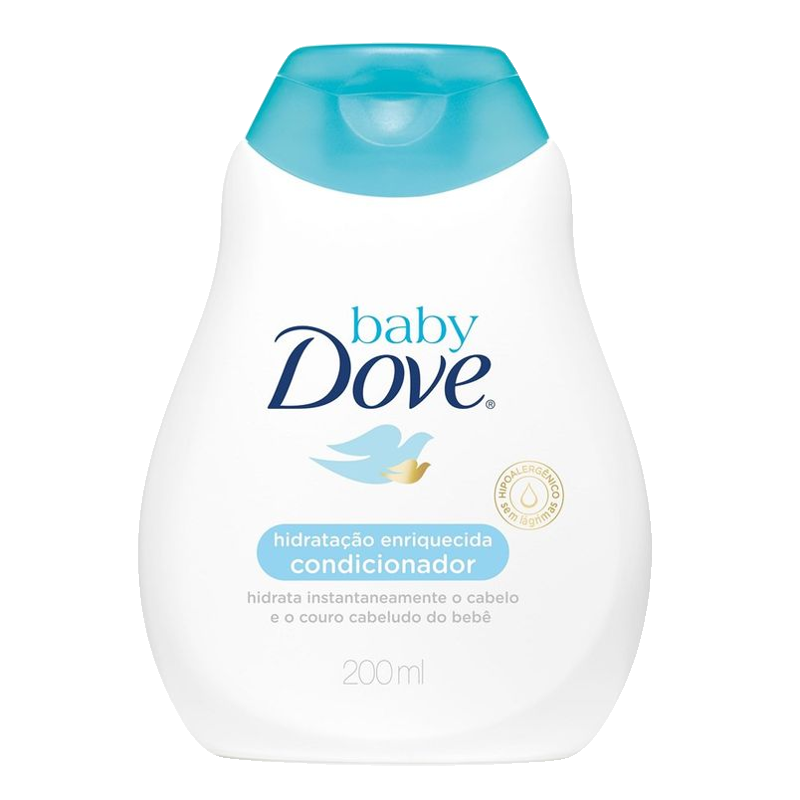 baby
Dove®
HIPOALERGÊNICO
sem lágrimas
hidratação enriquecida
condicionador
hidrata instantaneamente o cabelo
e o couro cabeludo do bebê
200ml